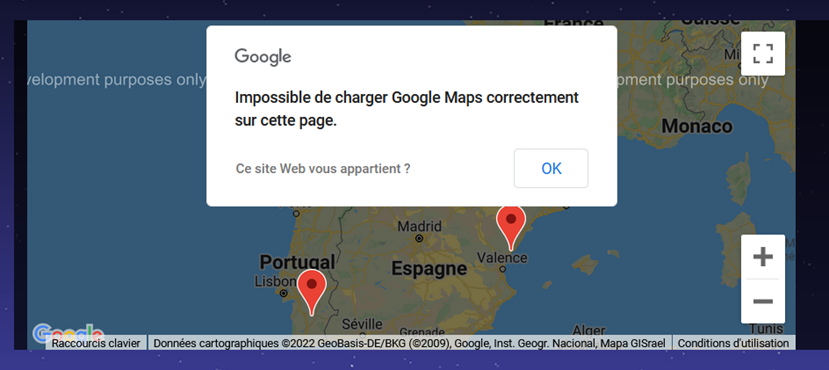 France
Suisse
Google
Impossible de charger Google Maps correctement
sur cette page.
Ce site Web vous appartient ?
OK
velopment purposes only
pment purposes only
Monaco
Madrid
Portugal
Espagne
Valence
Séville
Grenade
Alger
Tunis
Google
Raccourcis clavier
Données cartographiques ©2022 GeoBasis-DE/BKG (©2009), Google, Inst. Geogr. Nacional, Mapa GISrael
Conditions d'utilisation